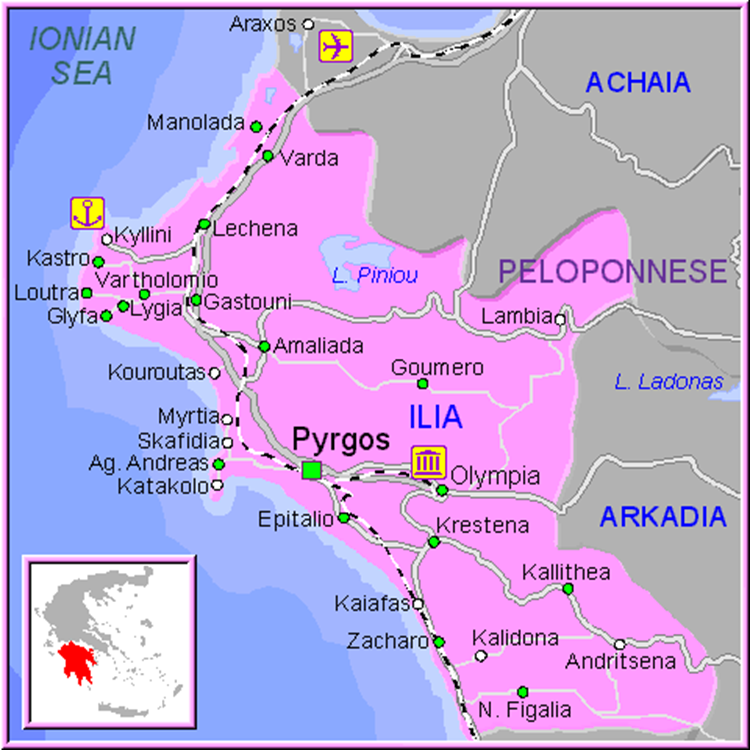 Araxos
IONIAN
SEA
ACHAIA
Manolada
Varda
Kyllini
Lechena
Kastro
Vartholomio
L. Piniou
PELOPONNESE
Loutra
Lygia
Gastouni
Glyfa
Lambia
Amaliada
Kouroutas
Goumero
L. Ladonas
Myrtia
ILIA
Skafidia
Pyrgos
Ag. Andreas
Olympia
Katakolo
Epitalio
Krestena
ARKADIA
Kallithea
Kaiafas
Zacharo
Kalidona
Andritsena
N. Figalia